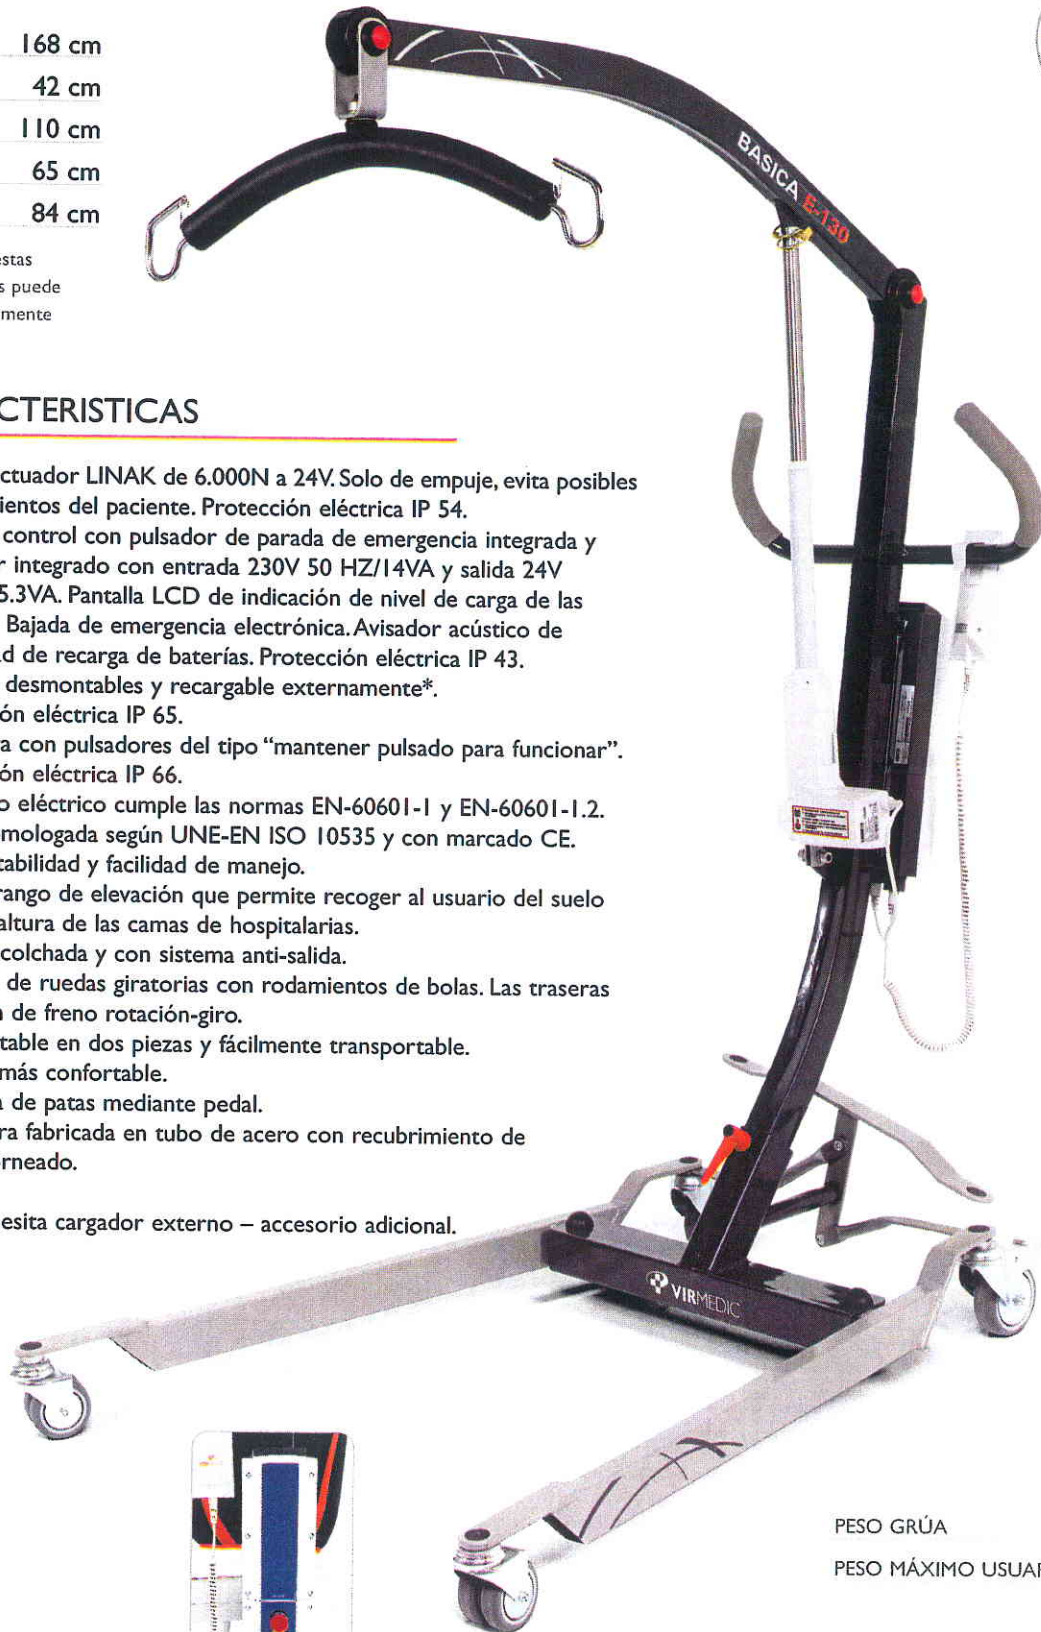 168 cm
42 cm
110 cm
65 cm
84 cm
estas
s puede
mente
CTERISTICAS
ctuador LINAK de 6.000N a 24V. Solo de empuje, evita posibles
ientos del paciente. Protección eléctrica IP 54.
control con pulsador de parada de emergencia integrada y
r integrado con entrada 230V 50 HZ/14VA y salida 24V
5.3VA. Pantalla LCD de indicación de nivel de carga de las
Bajada de emergencia electrónica. Avisador acústico de
d de recarga de baterías. Protección eléctrica IP 43.
desmontables y recargable externamente*.
ón eléctrica IP 65.
a con pulsadores del tipo “mantener pulsado para funcionar”.
ón eléctrica IP 66.
o eléctrico cumple las normas EN-60601-1 y EN-60601-1.2.
omologada según UNE-EN ISO 10535 y con marcado CE.
tabilidad y facilidad de manejo.
rango de elevación que permite recoger al usuario del suelo
altura de las camas de hospitalarias.
colchada y con sistema anti-salida.
de ruedas giratorias con rodamientos de bolas. Las traseras
n de freno rotación-giro.
table en dos piezas y fácilmente transportable.
más confortable.
a de patas mediante pedal.
ra fabricada en tubo de acero con recubrimiento de
orneado.
esita cargador externo – accesorio adicional.
BASICA E-130
VIRMEDIC
PESO GRÚA
PESO MÁXIMO USUAR